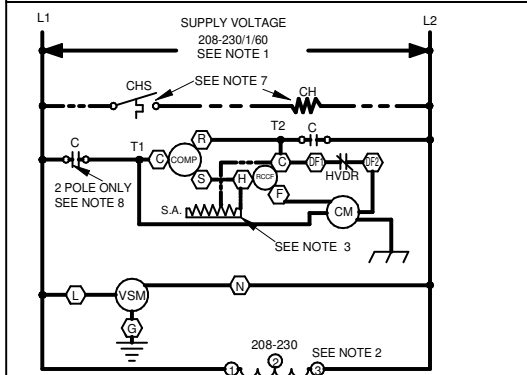 L1 SUPPLY VOLTAGE L2
208-230/1/60
SEE NOTE 1
CHS SEE NOTE 7 CH
C T1 R T2 C
C COMP C DF1 DF2
HVDR
2 POLE ONLY S H RCCF
SEE NOTE 8 F
S.A. CM
SEE NOTE 3
L VSM N
G
208-230 SEE NOTE 2
1 2 3